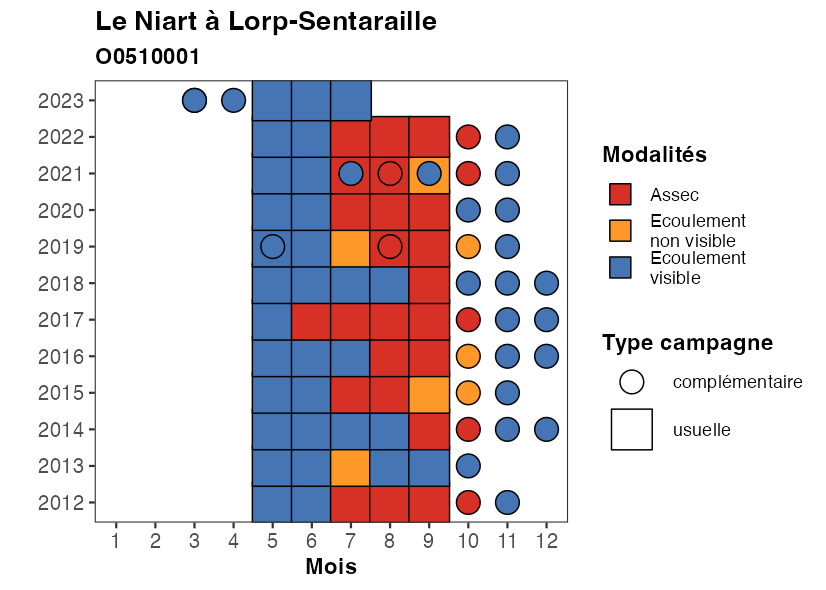 Le Niart à Lorp-Sentaraille
O0510001
2023
2022
2021
2020
2019
2018
2017
2016
2015
2014
2013
2012
1 2 3 4 5 6 7 8 9 10 11 12
Mois
Modalités
Assec
Ecoulement
non visible
Ecoulement
visible
Type campagne
complémentaire
usuelle